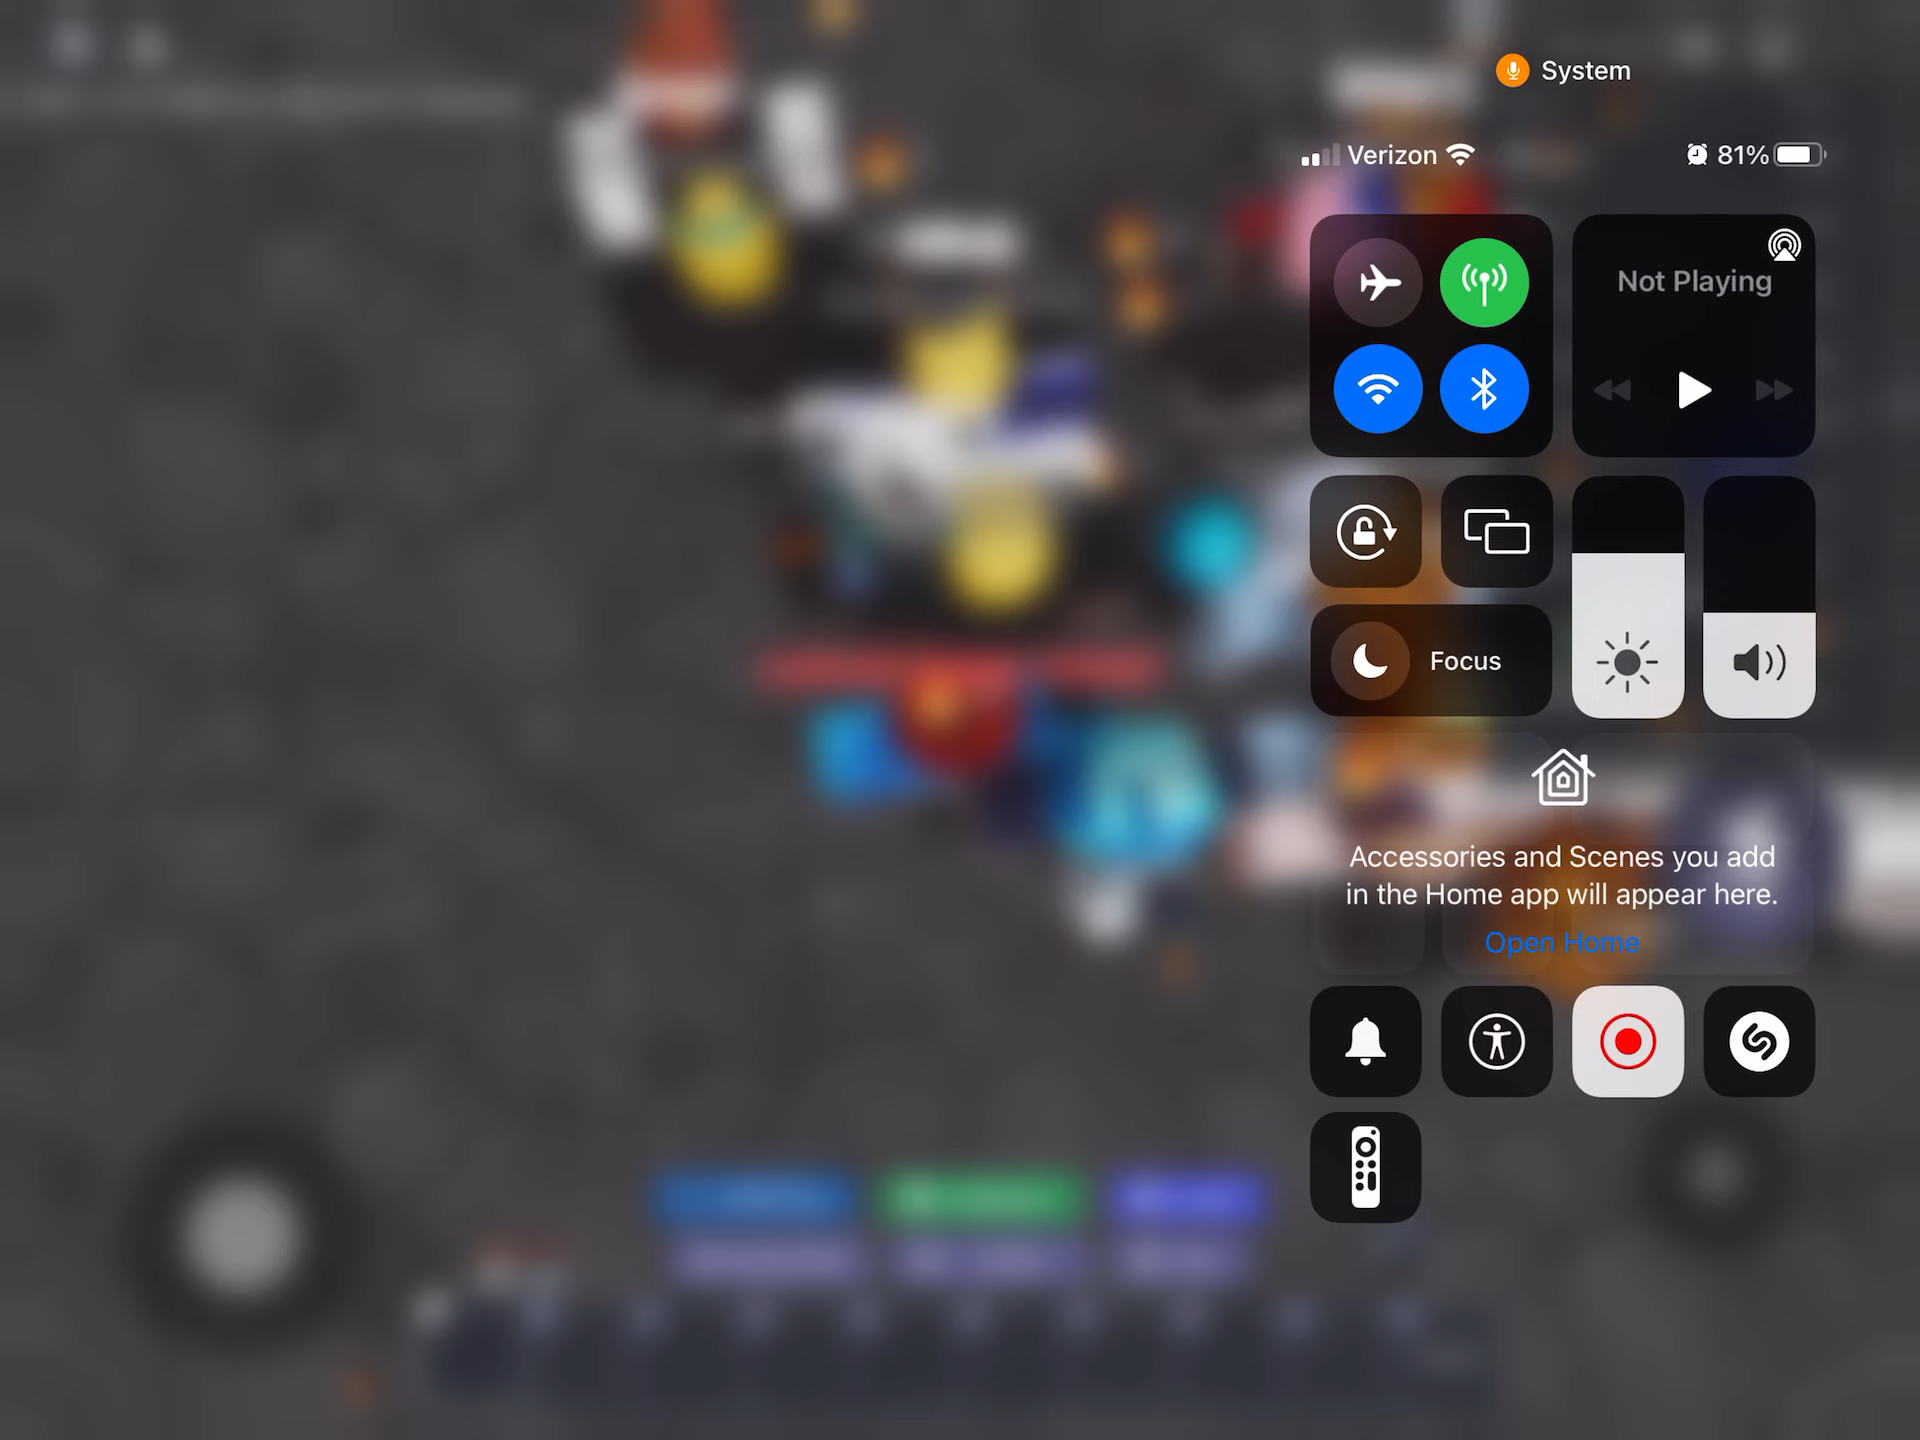 System
Verizon
81%
Not Playing
Focus
Accessories and Scenes you add
in the Home app will appear here.
Open Home